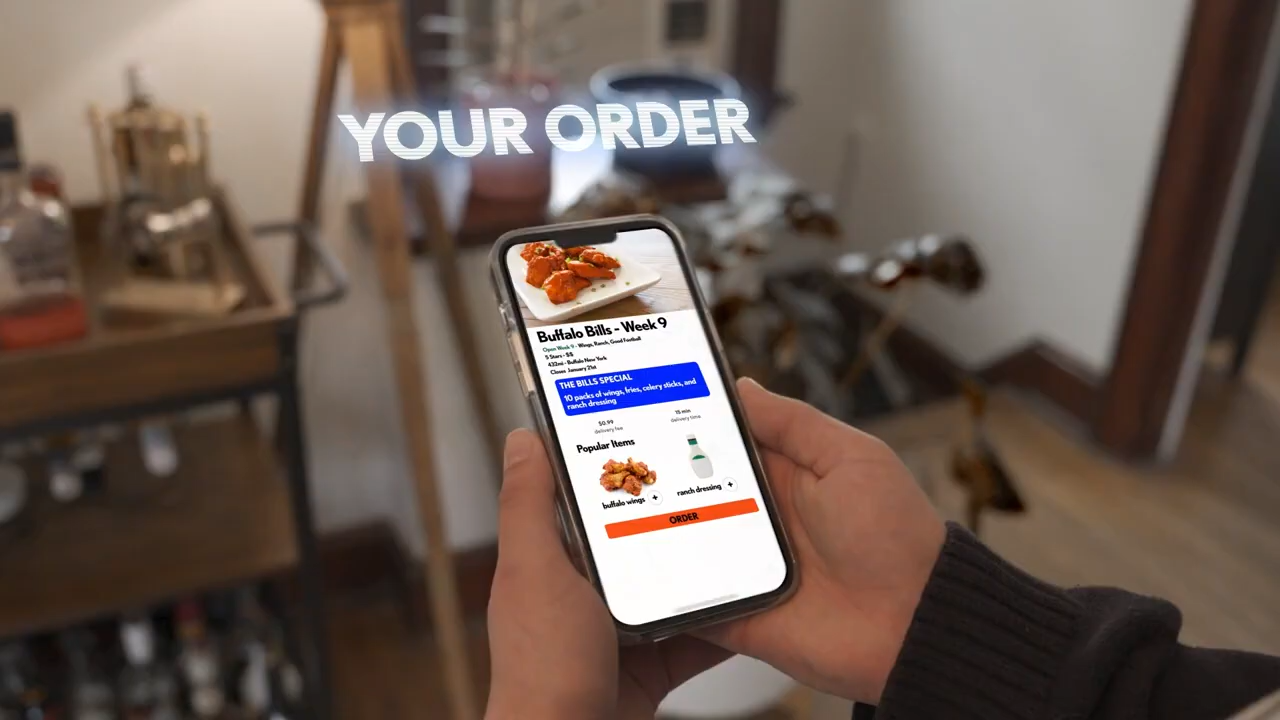 YOUR ORDER
Buffalo Bills - Week 9
Open Week 9 - Wings, Ranch, Good Football
5 Stars - $$
432mi - Buffalo New York
Closes January 21st
THE BILLS SPECIAL
10 packs of wings, fries, celery sticks, and
ranch dressing
$0.99
delivery fee
15 min
delivery time
Popular Items
buffalo wings +
ranch dressing +
ORDER